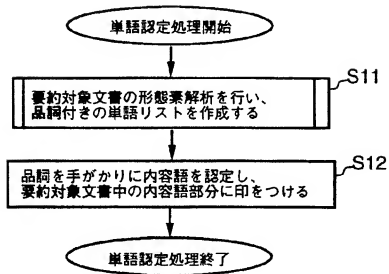 単語認定処理開始
S11
要約対象文書の形態素解析を行い、
品詞付きの単語リストを作成する
S12
品詞を手がかりに内容語を認定し、
要約対象文書中の内容語部分に印をつける
単語認定処理終了